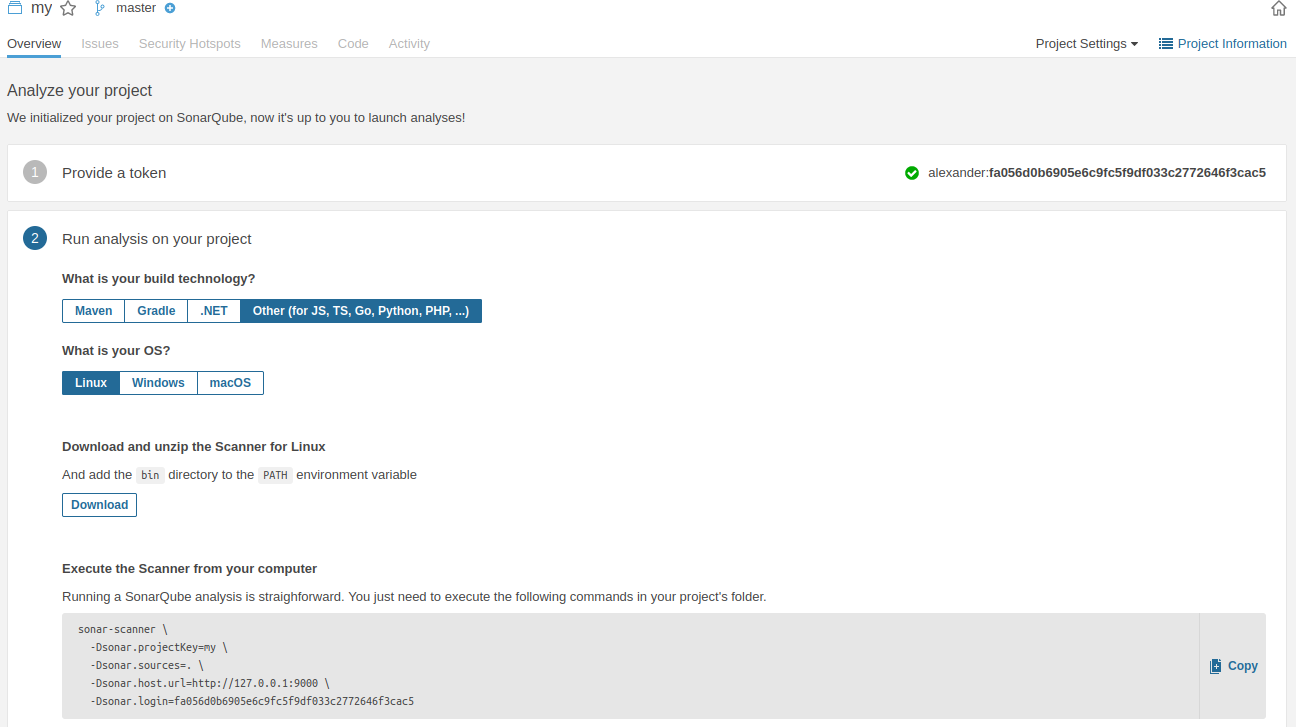 my master
Overview Issues Security Hotspots Measures Code Activity Project Settings Project Information
Analyze your project
We initialized your project on SonarQube, now it's up to you to launch analyses!
1 Provide a token alexander:fa056d0b6905e6c9fc5f9df033c2772646f3cac5
2 Run analysis on your project
What is your build technology?
Maven Gradle .NET Other (for JS, TS, Go, Python, PHP, ...)
What is your OS?
Linux Windows macOS
Download and unzip the Scanner for Linux
And add the bin directory to the PATH environment variable
Download
Execute the Scanner from your computer
Running a SonarQube analysis is straighforward. You just need to execute the following commands in your project's folder.
sonar-scanner \
-Dsonar.projectKey=my \
-Dsonar.sources=. \
Copy
-Dsonar.host.url=http://127.0.0.1:9000 \
-Dsonar.login=fa056d0b6905e6c9fc5f9df033c2772646f3cac5